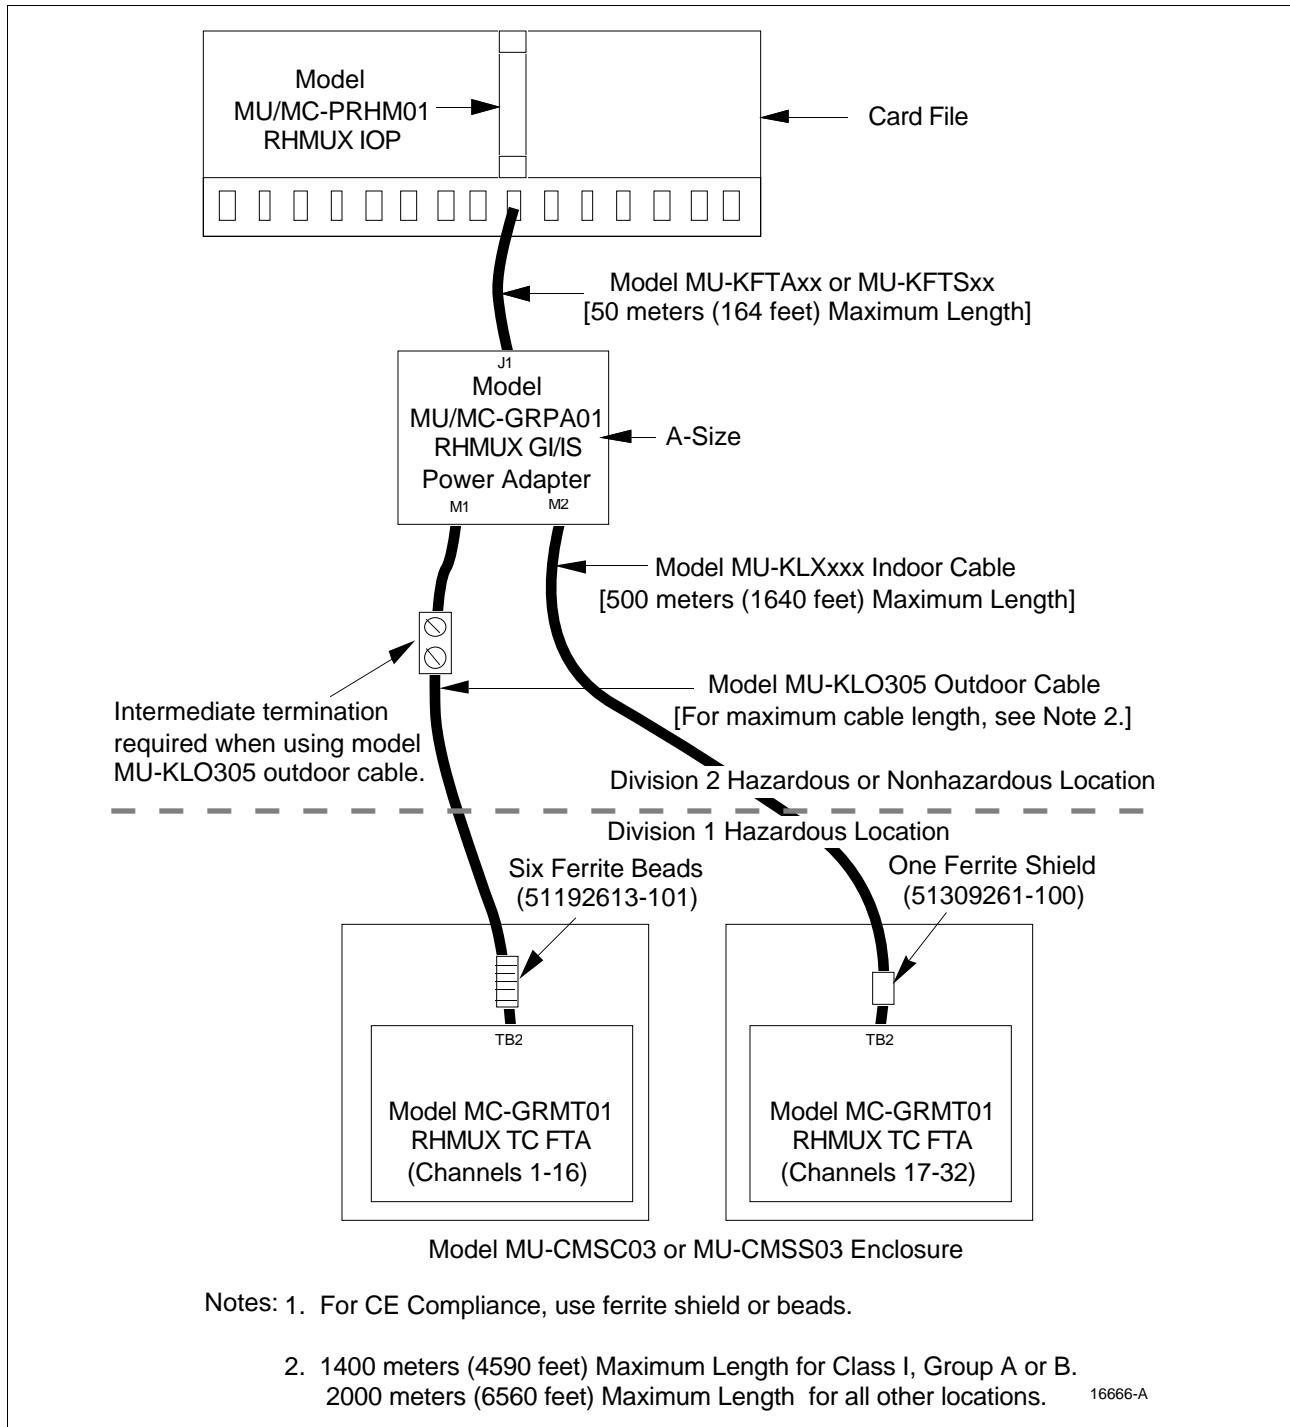 Model
MU/MC-PRHM01
RHMUX IOP
Card File
Model MU-KFTAxx or MU-KFTSxx
[50 meters (164 feet) Maximum Length]
J1
Model
MU/MC-GRPA01
RHMUX GI/IS
Power Adapter
M1 M2
A-Size
Model MU-KLXxxx Indoor Cable
[500 meters (1640 feet) Maximum Length]
Model MU-KLO305 Outdoor Cable
[For maximum cable length, see Note 2.]
Intermediate termination
required when using model
MU-KLO305 outdoor cable.
Division 2 Hazardous or Nonhazardous Location
Division 1 Hazardous Location
Six Ferrite Beads
(51192613-101)
One Ferrite Shield
(51309261-100)
TB2
Model MC-GRMT01
RHMUX TC FTA
(Channels 1-16)
TB2
Model MC-GRMT01
RHMUX TC FTA
(Channels 17-32)
Model MU-CMSC03 or MU-CMSS03 Enclosure
Notes: 1. For CE Compliance, use ferrite shield or beads.
2. 1400 meters (4590 feet) Maximum Length for Class I, Group A or B.
2000 meters (6560 feet) Maximum Length for all other locations.
16666-A